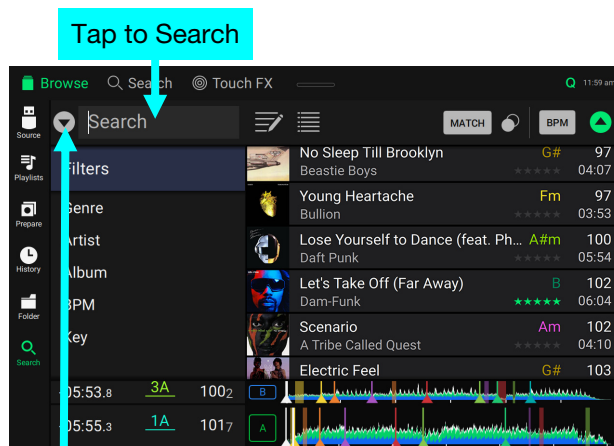 Tap to Search
Browse Search Touch FX Q 11:59 am
Source
Search
MATCH BPM
Playlists
Prepare
History
Folder
Search
Filters
Genre
Artist
Album
BPM
Key
No Sleep Till Brooklyn G# 97
Beastie Boys 04:07
Young Heartache Fm 97
Bullion 03:53
Lose Yourself to Dance (feat. Ph... A#m 100
Daft Punk 05:54
Let's Take Off (Far Away) B 102
Dam-Funk 06:04
Scenario Am 102
A Tribe Called Quest 04:10
Electric Feel G# 103
-05:53.8 3A 1002 B
-05:55.3 1A 1017 A